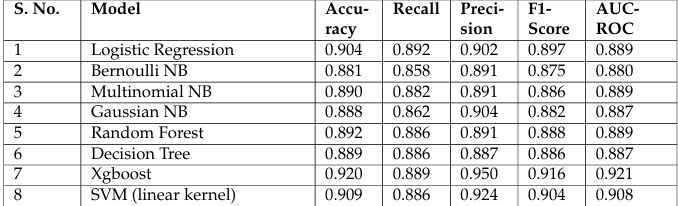 S. No. Model Accu- Recall Preci- F1- AUC-
racy sion Score ROC
1 Logistic Regression 0.904 0.892 0.902 0.897 0.889
2 Bernoulli NB 0.881 0.858 0.891 0.875 0.880
3 Multinomial NB 0.890 0.882 0.891 0.886 0.889
4 Gaussian NB 0.888 0.862 0.904 0.882 0.887
5 Random Forest 0.892 0.886 0.891 0.888 0.889
6 Decision Tree 0.889 0.886 0.887 0.886 0.887
7 Xgboost 0.920 0.889 0.950 0.916 0.921
8 SVM (linear kernel) 0.909 0.886 0.924 0.904 0.908